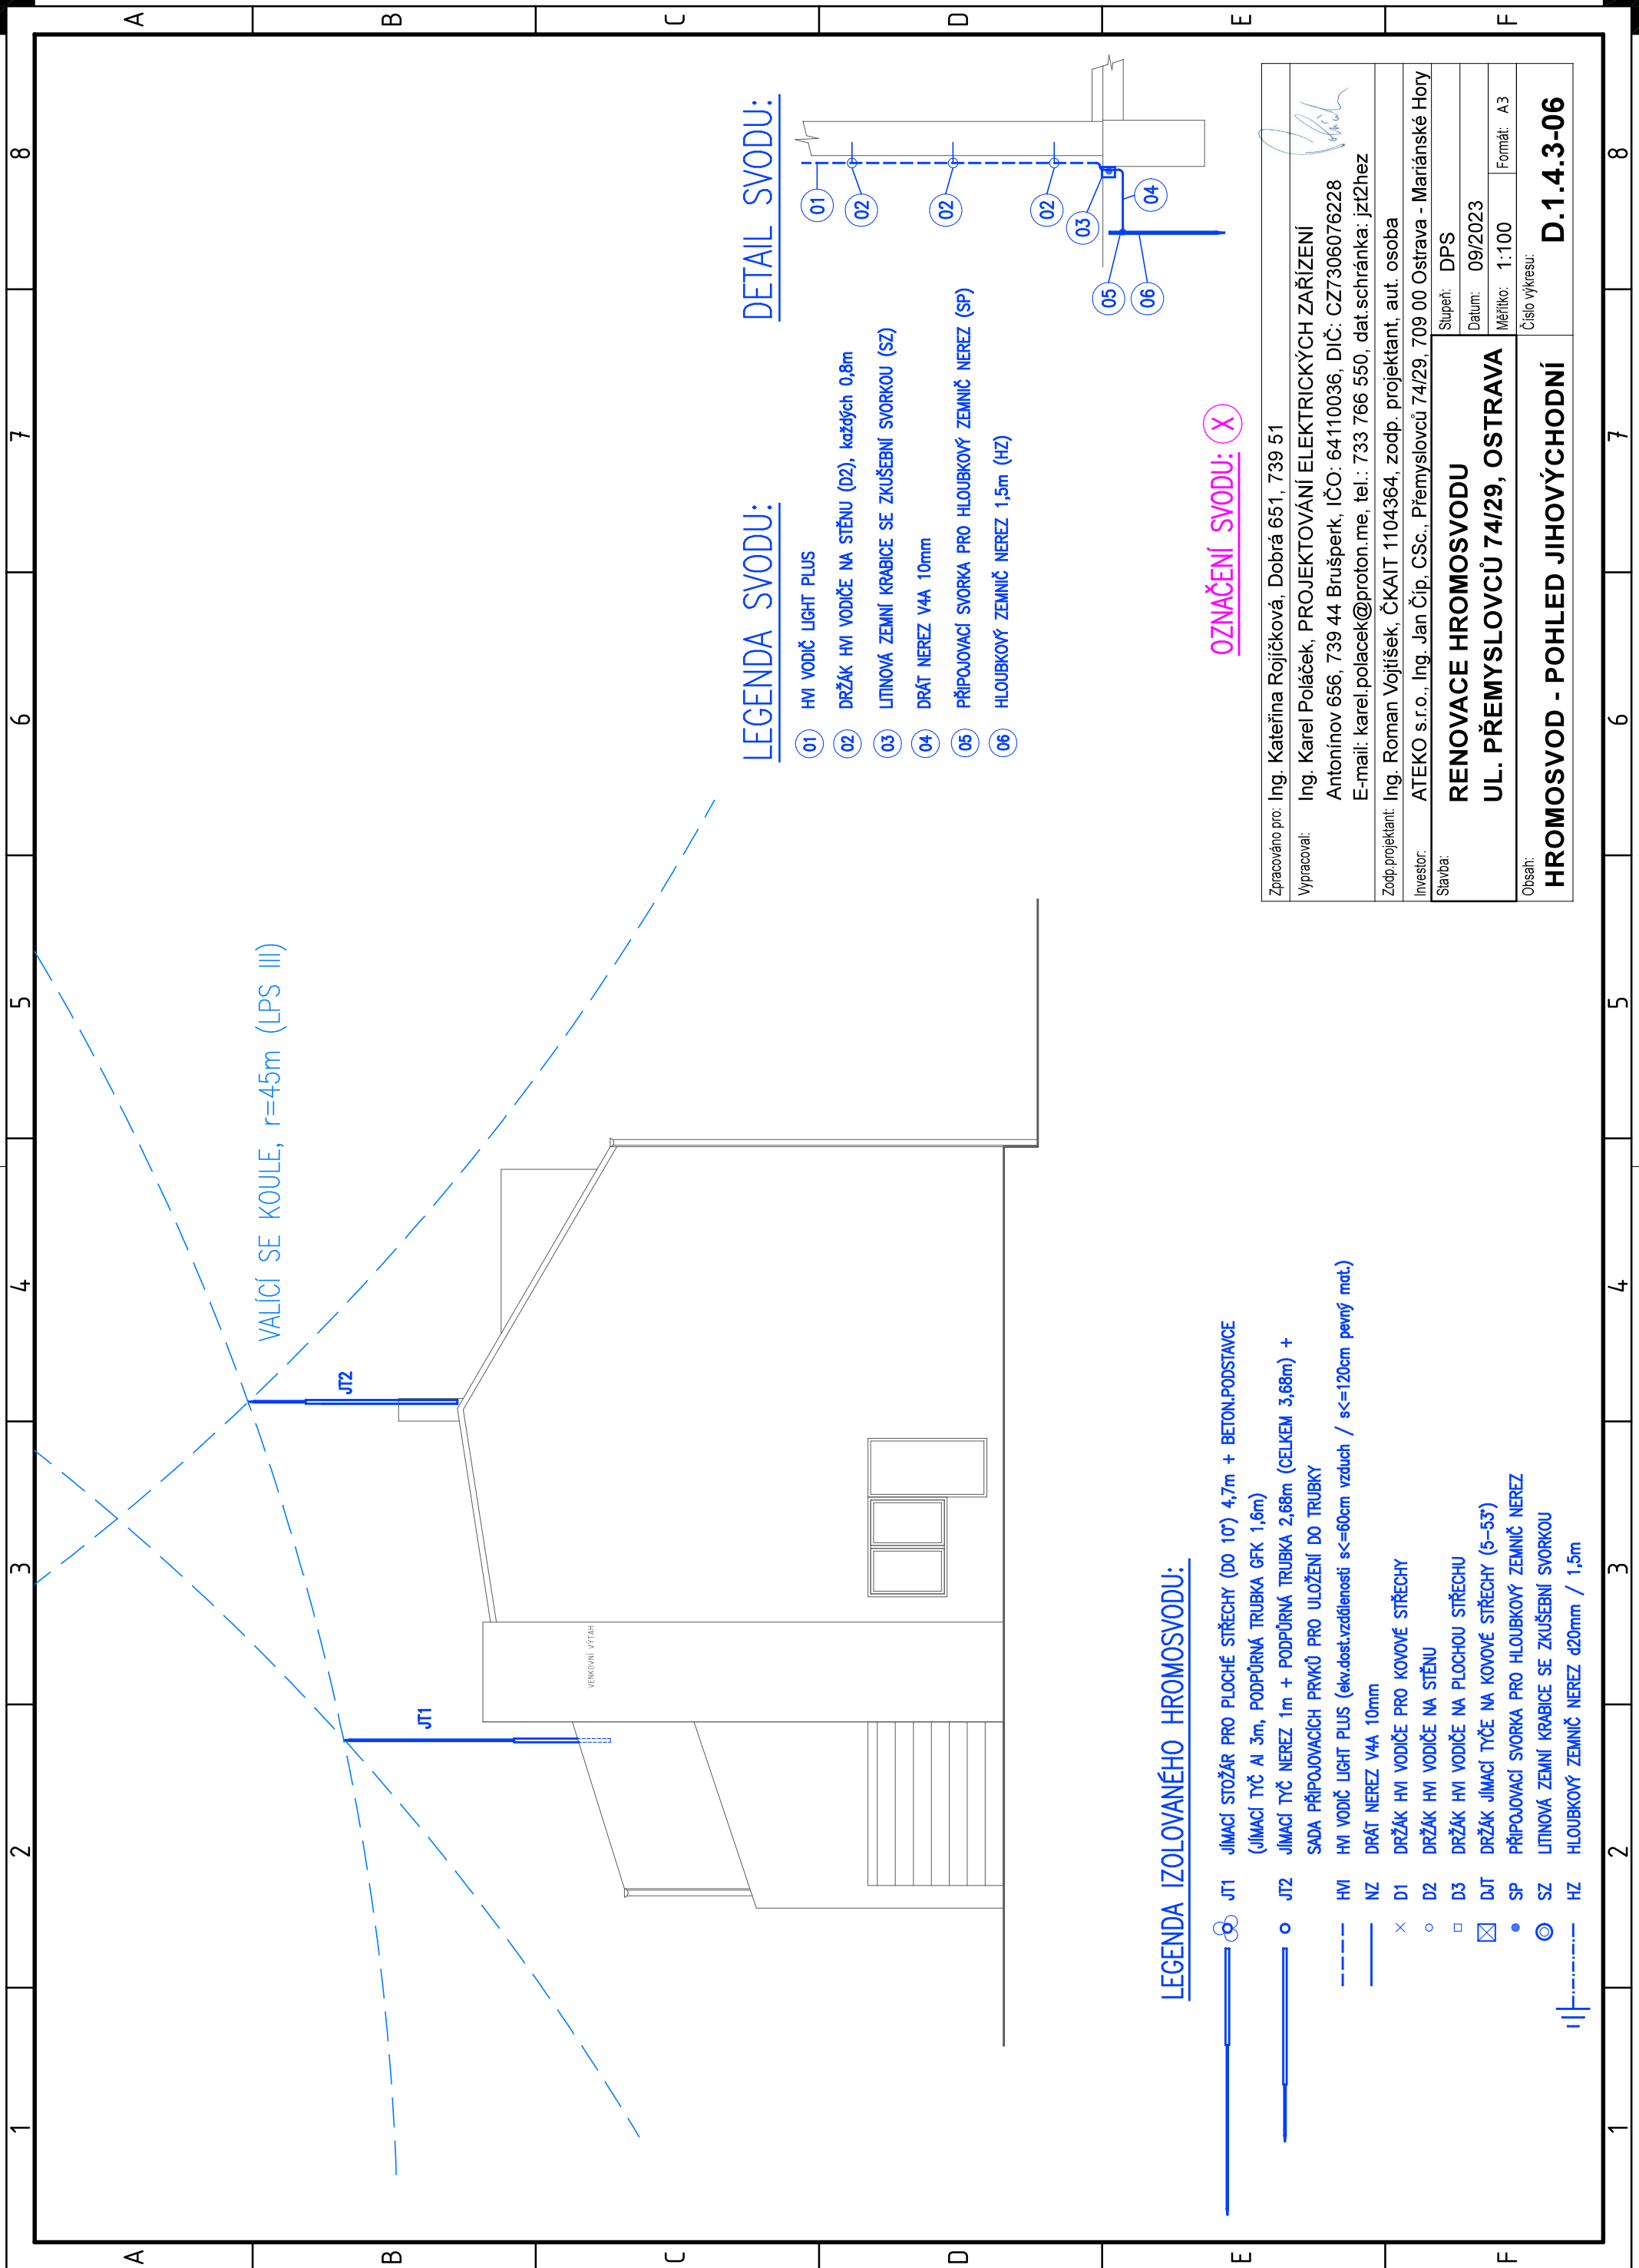 1 2 3 4 5 6 7 8
A
B
C
D
E
F
A
B
C
D
E
F
VALÍCÍ SE KOULE, r=45m (LPS III)
JT1
JT2
VENKOVNÍ VÝTAH
LEGENDA SVODU:
01 HVI VODIČ LIGHT PLUS
02 DRŽÁK HVI VODIČE NA STĚNU (D2), každých 0,8m
03 LITINOVÁ ZEMNÍ KRABICE SE ZKUŠEBNÍ SVORKOU (SZ)
04 DRÁT NEREZ V4A 10mm
05 PŘIPOJOVACÍ SVORKA PRO HLOUBKOVÝ ZEMNIČ NEREZ (SP)
06 HLOUBKOVÝ ZEMNIČ NEREZ 1,5m (HZ)
DETAIL SVODU:
01
02
02
02
03
04
05
06
OZNAČENÍ SVODU: X
LEGENDA IZOLOVANÉHO HROMOSVODU:
JT1 JÍMACÍ STOŽÁR PRO PLOCHÉ STŘECHY (DO 10°) 4,7m + BETON.PODSTAVCE
(JÍMACÍ TYČ Al 3m, PODPŮRNÁ TRUBKA GFK 1,6m)
JT2 JÍMACÍ TYČ NEREZ 1m + PODPŮRNÁ TRUBKA 2,68m (CELKEM 3,68m) +
SADA PŘIPOJOVACÍCH PRVKŮ PRO ULOŽENÍ DO TRUBKY
HVI HVI VODIČ LIGHT PLUS (ekv.dost.vzdálenosti s<=60cm vzduch / s<=120cm pevný mat.)
NZ DRÁT NEREZ V4A 10mm
D1 DRŽÁK HVI VODIČE PRO KOVOVÉ STŘECHY
D2 DRŽÁK HVI VODIČE NA STĚNU
D3 DRŽÁK HVI VODIČE NA PLOCHOU STŘECHU
DJT DRŽÁK JÍMACÍ TYČE NA KOVOVÉ STŘECHY (5-53°)
SP PŘIPOJOVACÍ SVORKA PRO HLOUBKOVÝ ZEMNIČ NEREZ
SZ LITINOVÁ ZEMNÍ KRABICE SE ZKUŠEBNÍ SVORKOU
HZ HLOUBKOVÝ ZEMNIČ NEREZ d20mm / 1,5m
Zpracováno pro: Ing. Kateřina Rojíčková, Dobrá 651, 739 51
Vypracoval: Ing. Karel Poláček, PROJEKTOVÁNÍ ELEKTRICKÝCH ZAŘÍZENÍ
Antonínov 656, 739 44 Brušperk, IČO: 64110036, DIČ: CZ7306076228
E-mail: karel.polacek@proton.me, tel.: 733 766 550, dat.schránka: jzt2hez
Zodp.projektant: Ing. Roman Vojtíšek, ČKAIT 1104364, zodp. projektant, aut. osoba
Investor: ATEKO s.r.o., Ing. Jan Číp, CSc., Přemyslovců 74/29, 709 00 Ostrava - Mariánské Hory
Stavba: RENOVACE HROMOSVODU
UL. PŘEMYSLOVCŮ 74/29, OSTRAVA
Stupeň: DPS
Datum: 09/2023
Měřítko: 1:100 Formát: A3
Obsah: HROMOSVOD - POHLED JIHOVÝCHODNÍ
Číslo výkresu: D.1.4.3-06
1 2 3 4 5 6 7 8